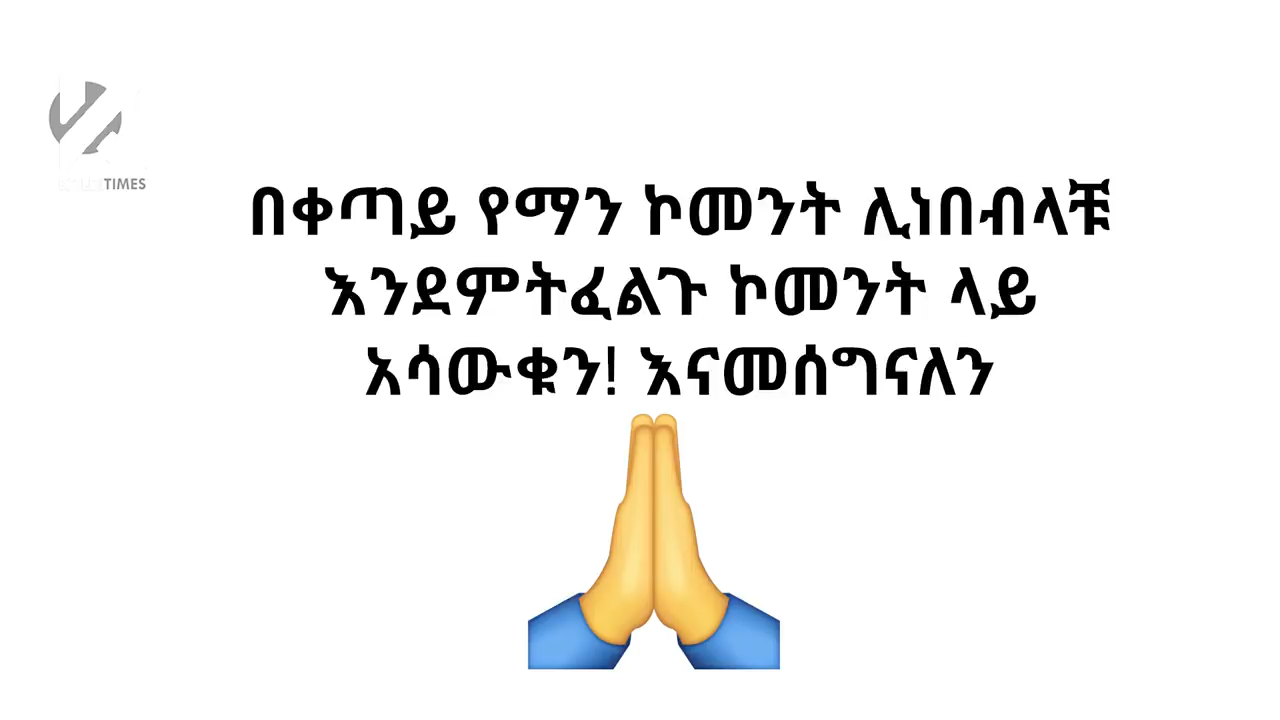 TIMES
በቀጣይ የማን ኮመንት ሊነበብላቹ
እንደምትፈልጉ ኮመንት ላይ
አሳውቁን! እናመሰግናለን